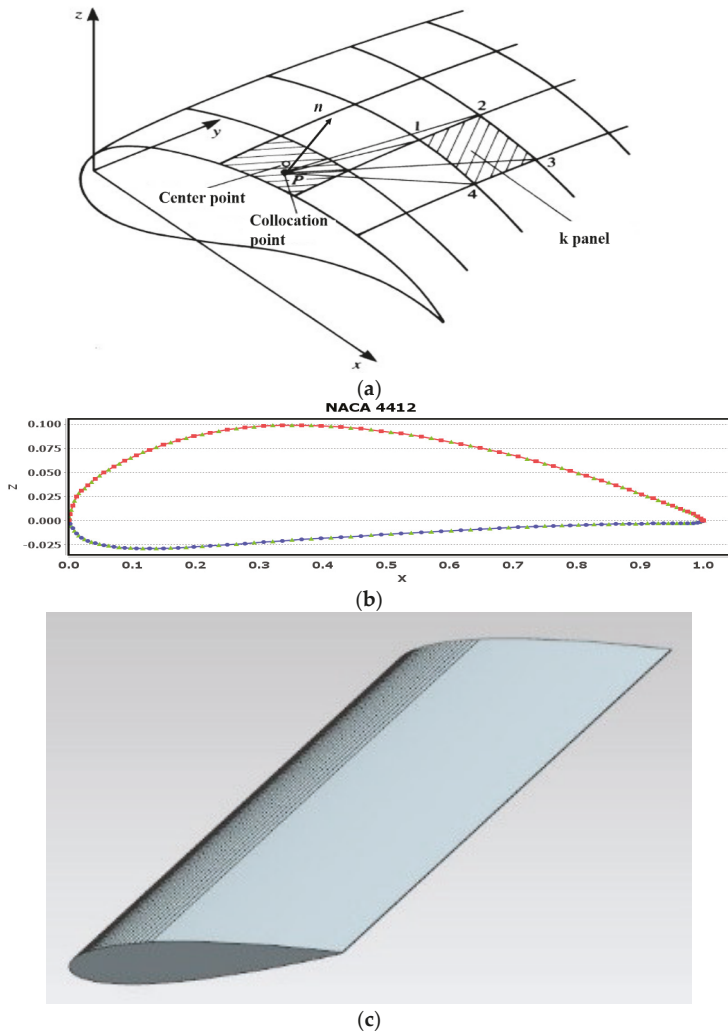 z
n
y
1
2
3
4
P
Center point
Collocation
point
k panel
x
(a)
NACA 4412
0.100
0.075
0.050
0.025
0.000
-0.025
Z
0.0 0.1 0.2 0.3 0.4 0.5 0.6 0.7 0.8 0.9 1.0
X
(b)
(c)